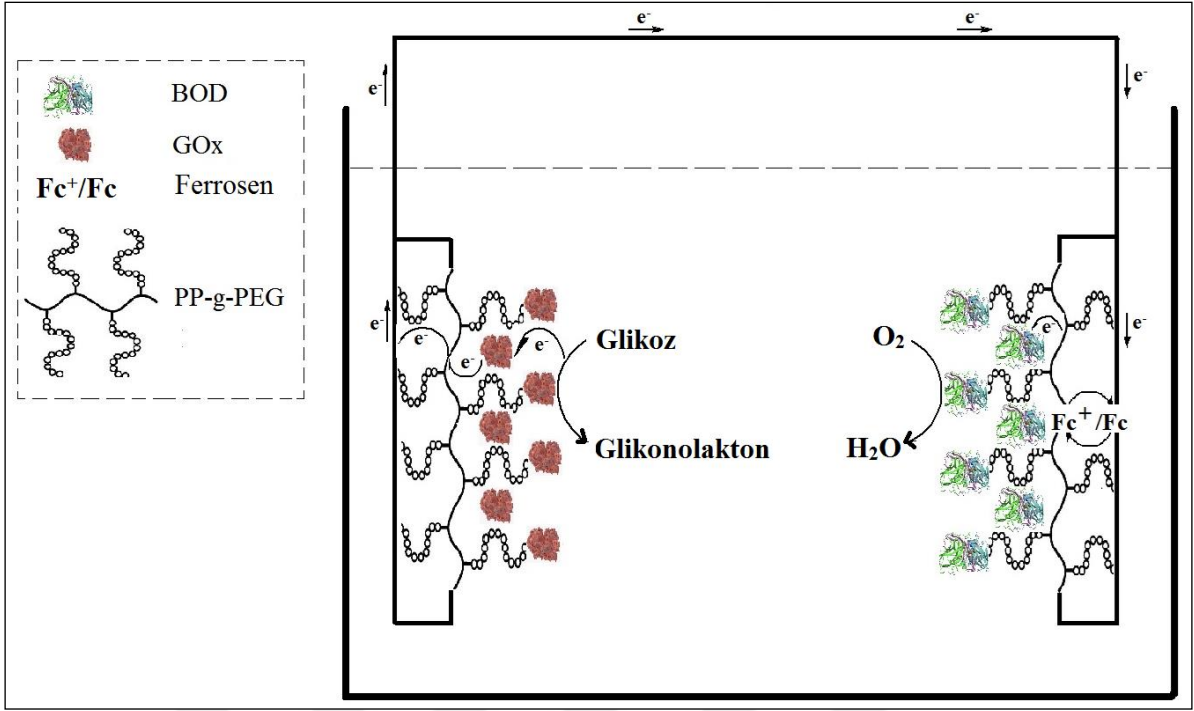 BOD
GOx
Fc⁺/Fc Ferrosen
PP-g-PEG
e⁻
e⁻
e⁻
e⁻
e⁻
e⁻
e⁻
e⁻
e⁻
e⁻
Glikoz
Glikonolakton
O₂
H₂O
Fc⁺/Fc